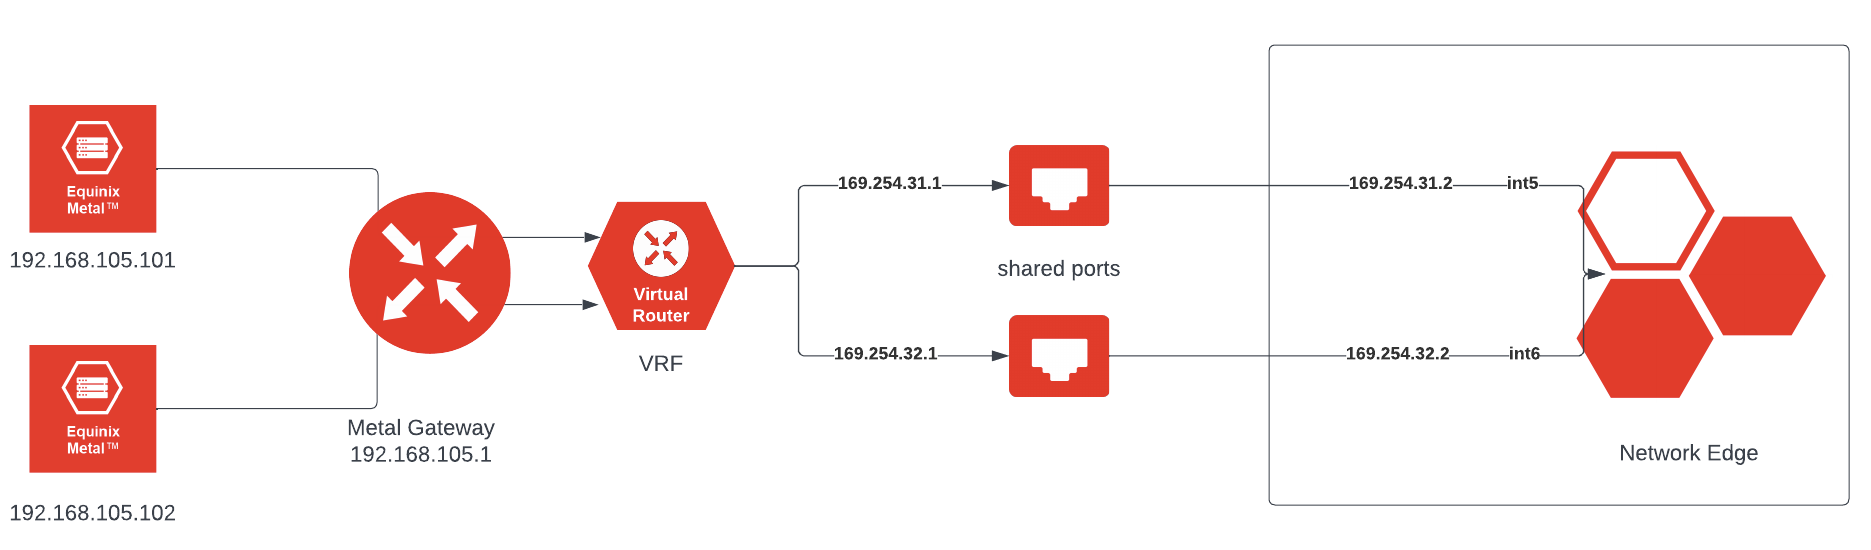 Equinix
Metal™
192.168.105.101
Equinix
Metal™
192.168.105.102
Metal Gateway
192.168.105.1
Virtual
Router
VRF
169.254.31.1
169.254.32.1
shared ports
169.254.31.2
int5
169.254.32.2
int6
Network Edge